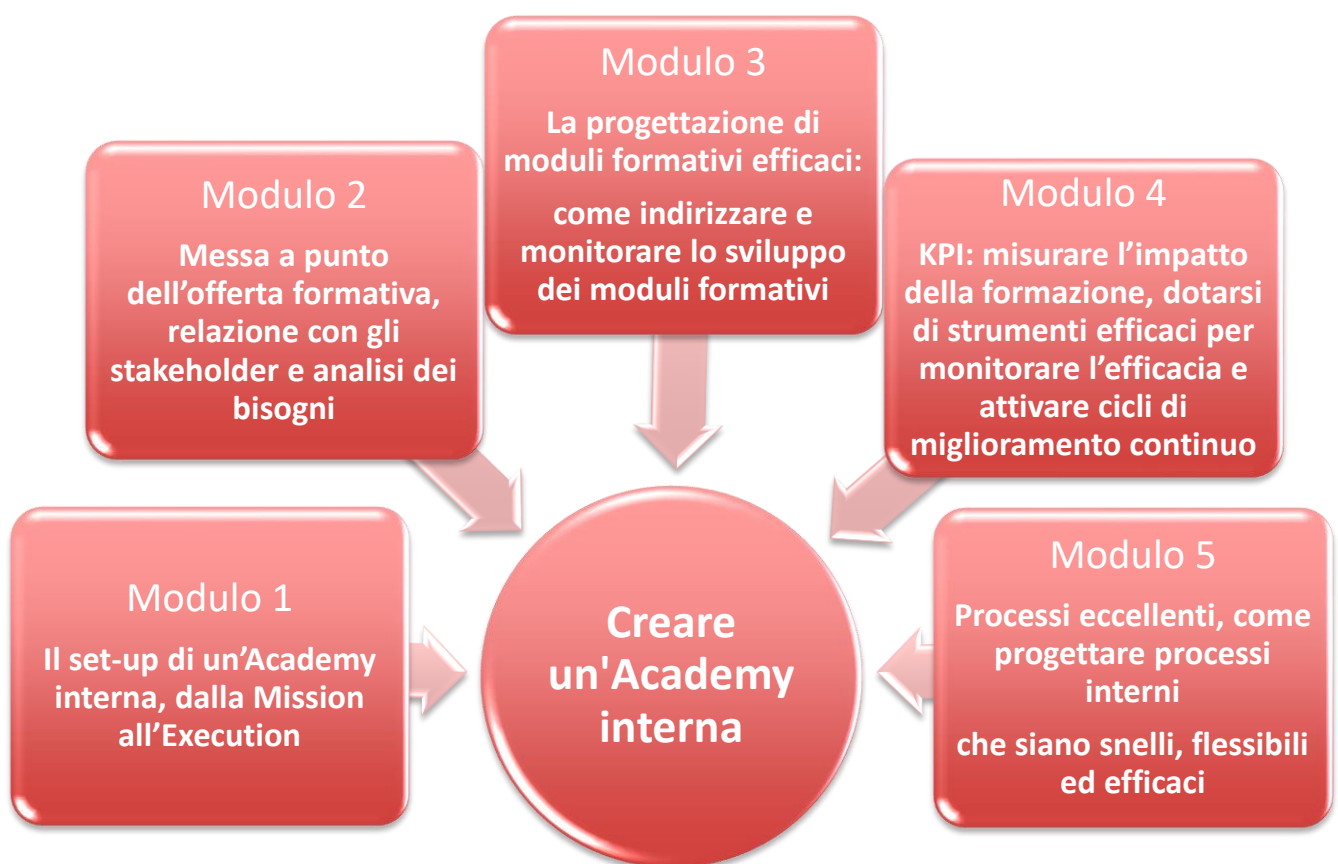 Modulo 1
Il set-up di un’Academy
interna, dalla Mission
all’Execution
Modulo 2
Messa a punto
dell’offerta formativa,
relazione con gli
stakeholder e analisi dei
bisogni
Modulo 3
La progettazione di
moduli formativi efficaci:
come indirizzare e
monitorare lo sviluppo
dei moduli formativi
Modulo 4
KPI: misurare l’impatto
della formazione, dotarsi
di strumenti efficaci per
monitorare l’efficacia e
attivare cicli di
miglioramento continuo
Modulo 5
Processi eccellenti, come
progettare processi
interni
che siano snelli, flessibili
ed efficaci
Creare
un'Academy
interna